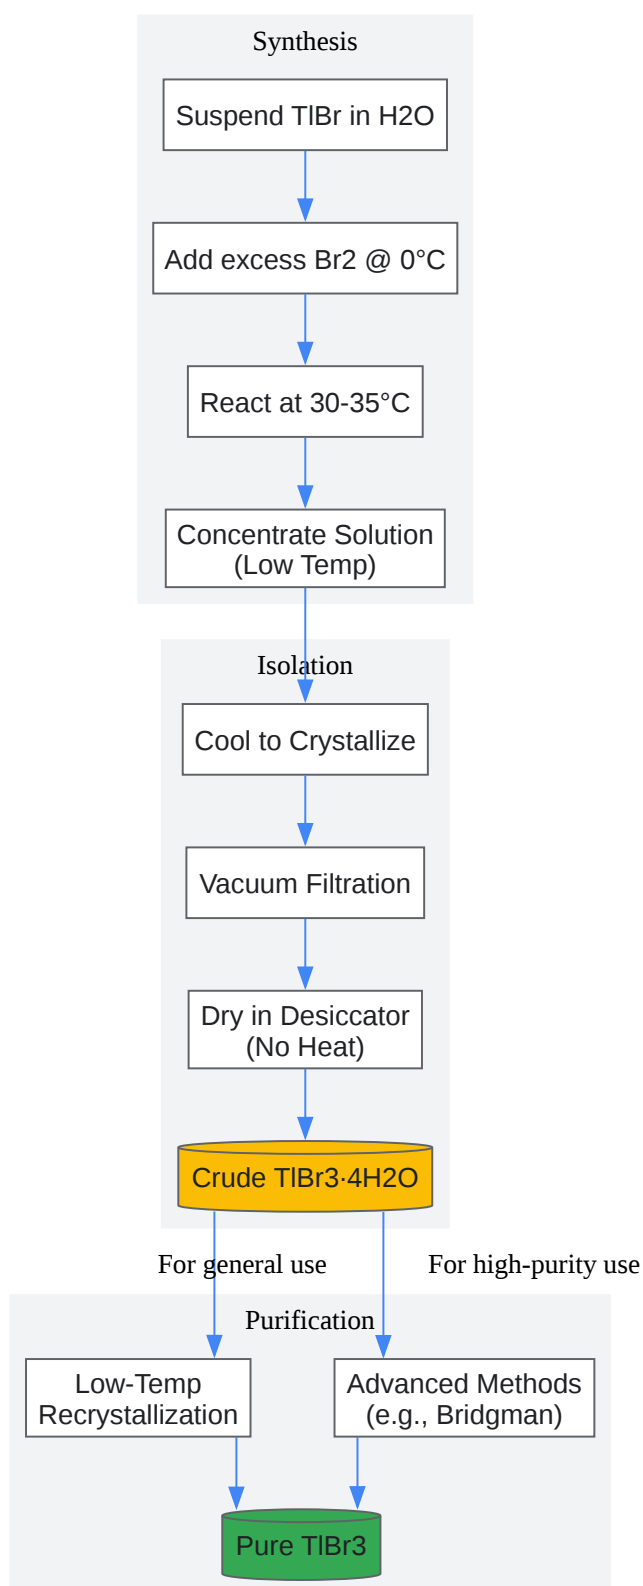 Synthesis
Suspend TlBr in H2O
Add excess Br2 @ 0°C
React at 30-35°C
Concentrate Solution
(Low Temp)
Isolation
Cool to Crystallize
Vacuum Filtration
Dry in Desiccator
(No Heat)
Crude TlBr3·4H2O
For general use
For high-purity use
Purification
Low-Temp
Recrystallization
Advanced Methods
(e.g., Bridgman)
Pure TlBr3